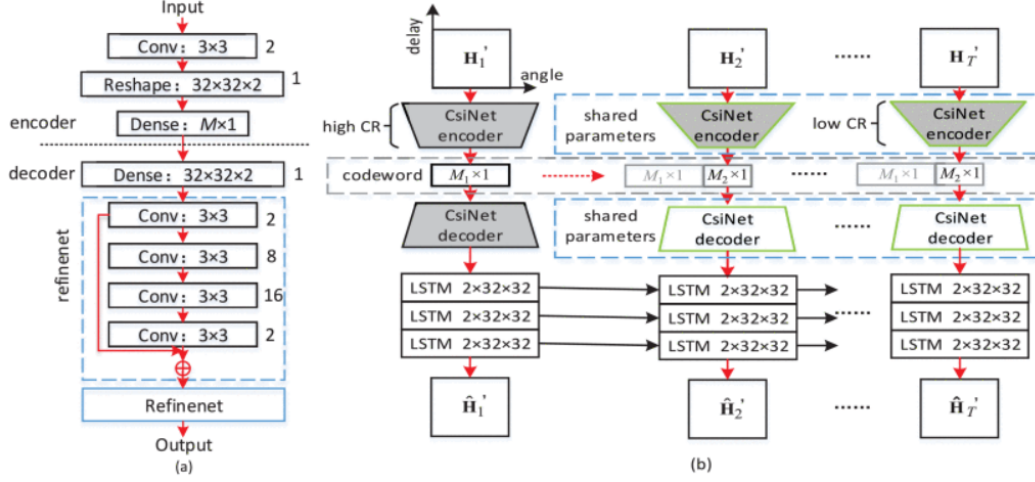 Input
Conv：3×3 2
Reshape：32×32×2 1
encoder Dense：M×1
decoder Dense：32×32×2 1
refinenet
Conv：3×3 2
Conv：3×3 8
Conv：3×3 16
Conv：3×3 2
Refinenet
Output
(a)
delay
H₁' H₂' ...... H_T'
angle
high CR CsiNet encoder
shared parameters CsiNet encoder
low CR CsiNet encoder
codeword M₁×1 M₁×1 M₂×1 ...... M₁×1 M₂×1
CsiNet decoder
shared parameters CsiNet decoder ...... CsiNet decoder
LSTM 2×32×32 LSTM 2×32×32 LSTM 2×32×32
LSTM 2×32×32 LSTM 2×32×32 ...... LSTM 2×32×32
LSTM 2×32×32 LSTM 2×32×32 LSTM 2×32×32
Ĥ₁' Ĥ₂' ...... Ĥ_T'
(b)